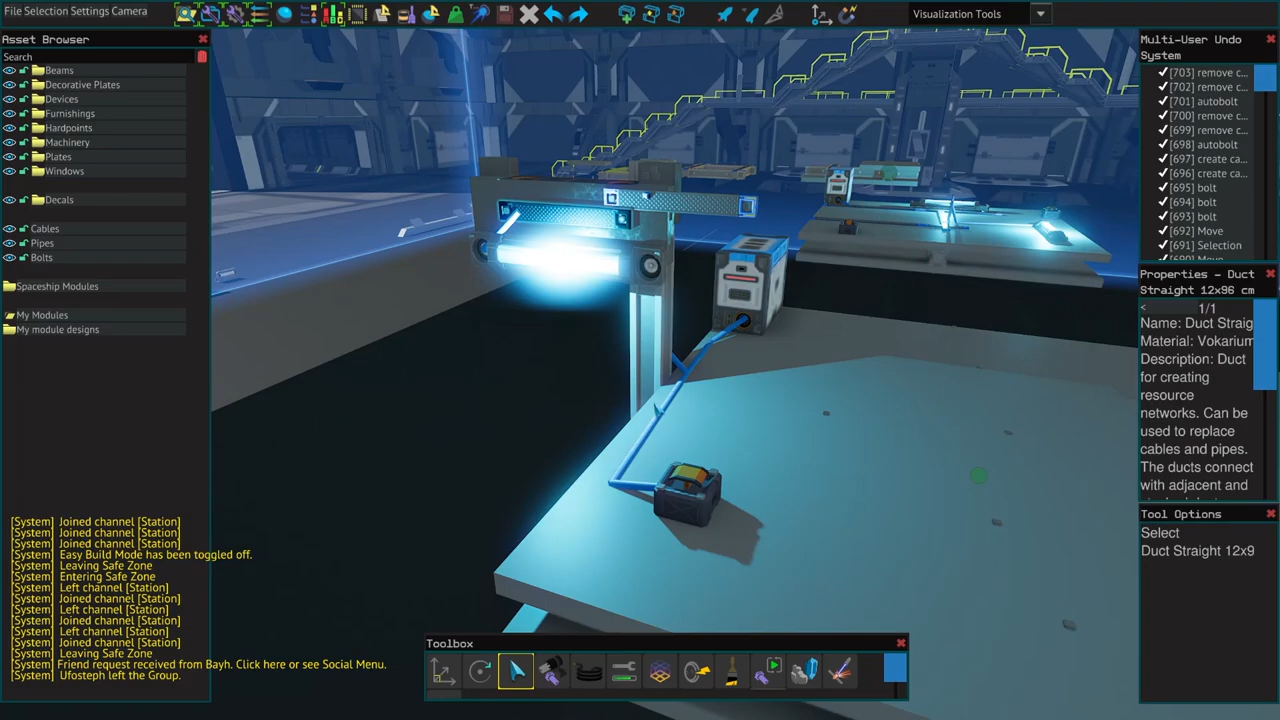 File Selection Settings Camera
Visualization Tools
Asset Browser
Search
Beams
Decorative Plates
Devices
Furnishings
Hardpoints
Machinery
Plates
Windows
Decals
Cables
Pipes
Bolts
Spaceship Modules
My Modules
My module designs
[System] Joined channel [Station]
[System] Joined channel [Station]
[System] Joined channel [Station]
[System] Easy Build Mode has been toggled off.
[System] Leaving Safe Zone
[System] Entering Safe Zone
[System] Left channel [Station]
[System] Joined channel [Station]
[System] Left channel [Station]
[System] Joined channel [Station]
[System] Left channel [Station]
[System] Joined channel [Station]
[System] Leaving Safe Zone
[System] Friend request received from Bayh. Click here or see Social Menu.
[System] Ufosteph left the Group.
Toolbox
Multi-User Undo
System
[703] remove c...
[702] remove c...
[701] autobolt
[700] remove c...
[699] remove c...
[698] autobolt
[697] create ca...
[696] create ca...
[695] bolt
[694] bolt
[693] bolt
[692] Move
[691] Selection
[690] Move
Properties - Duct
Straight 12x96 cm
< 1/1
Name: Duct Straig
Material: Vokarium
Description: Duct
for creating
resource
networks. Can be
used to replace
cables and pipes.
The ducts connect
with adjacent and
Tool Options
Select
Duct Straight 12x9